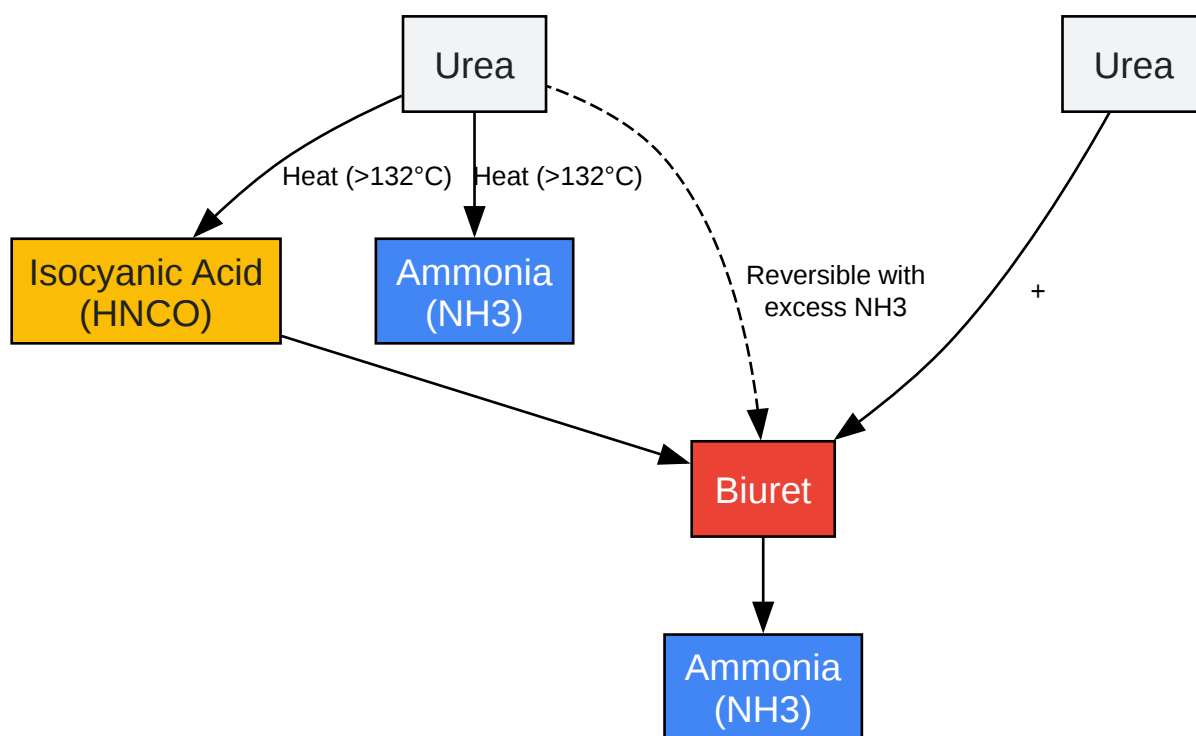 Urea
Urea
Heat (>132°C)
Heat (>132°C)
Isocyanic Acid
(HNCO)
Ammonia
(NH3)
Reversible with
excess NH3
+
Biuret
Ammonia
(NH3)